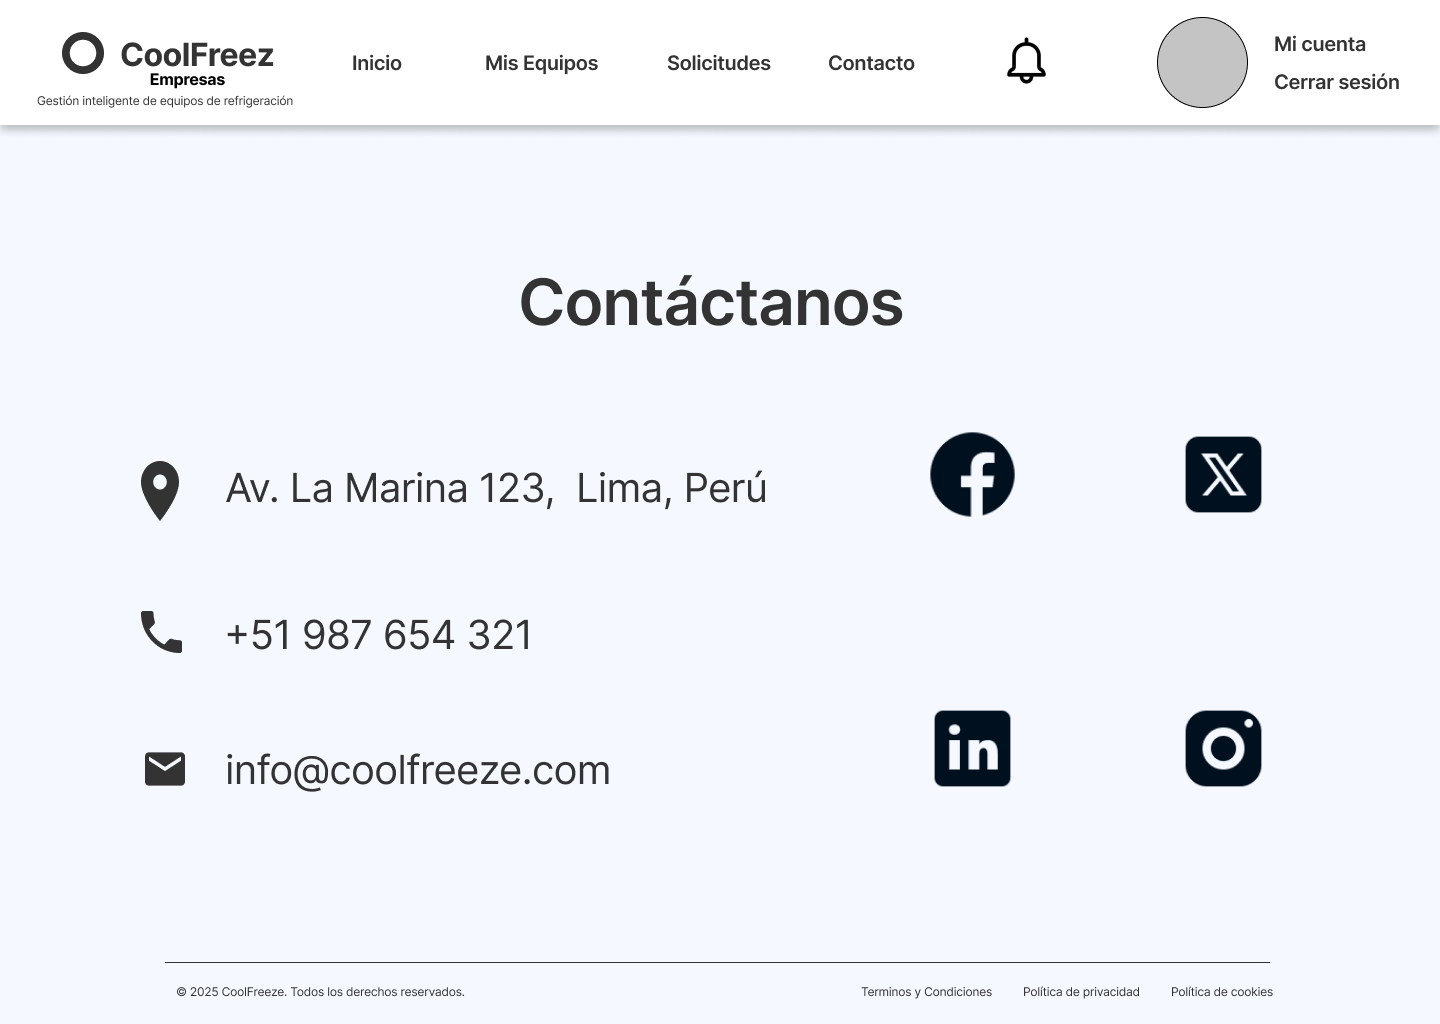 CoolFreez
Empresas
Gestión inteligente de equipos de refrigeración
Inicio
Mis Equipos
Solicitudes
Contacto
Mi cuenta
Cerrar sesión
Contáctanos
Av. La Marina 123,  Lima, Perú
+51 987 654 321
info@coolfreeze.com
© 2025 CoolFreeze. Todos los derechos reservados.
Terminos y Condiciones
Política de privacidad
Política de cookies